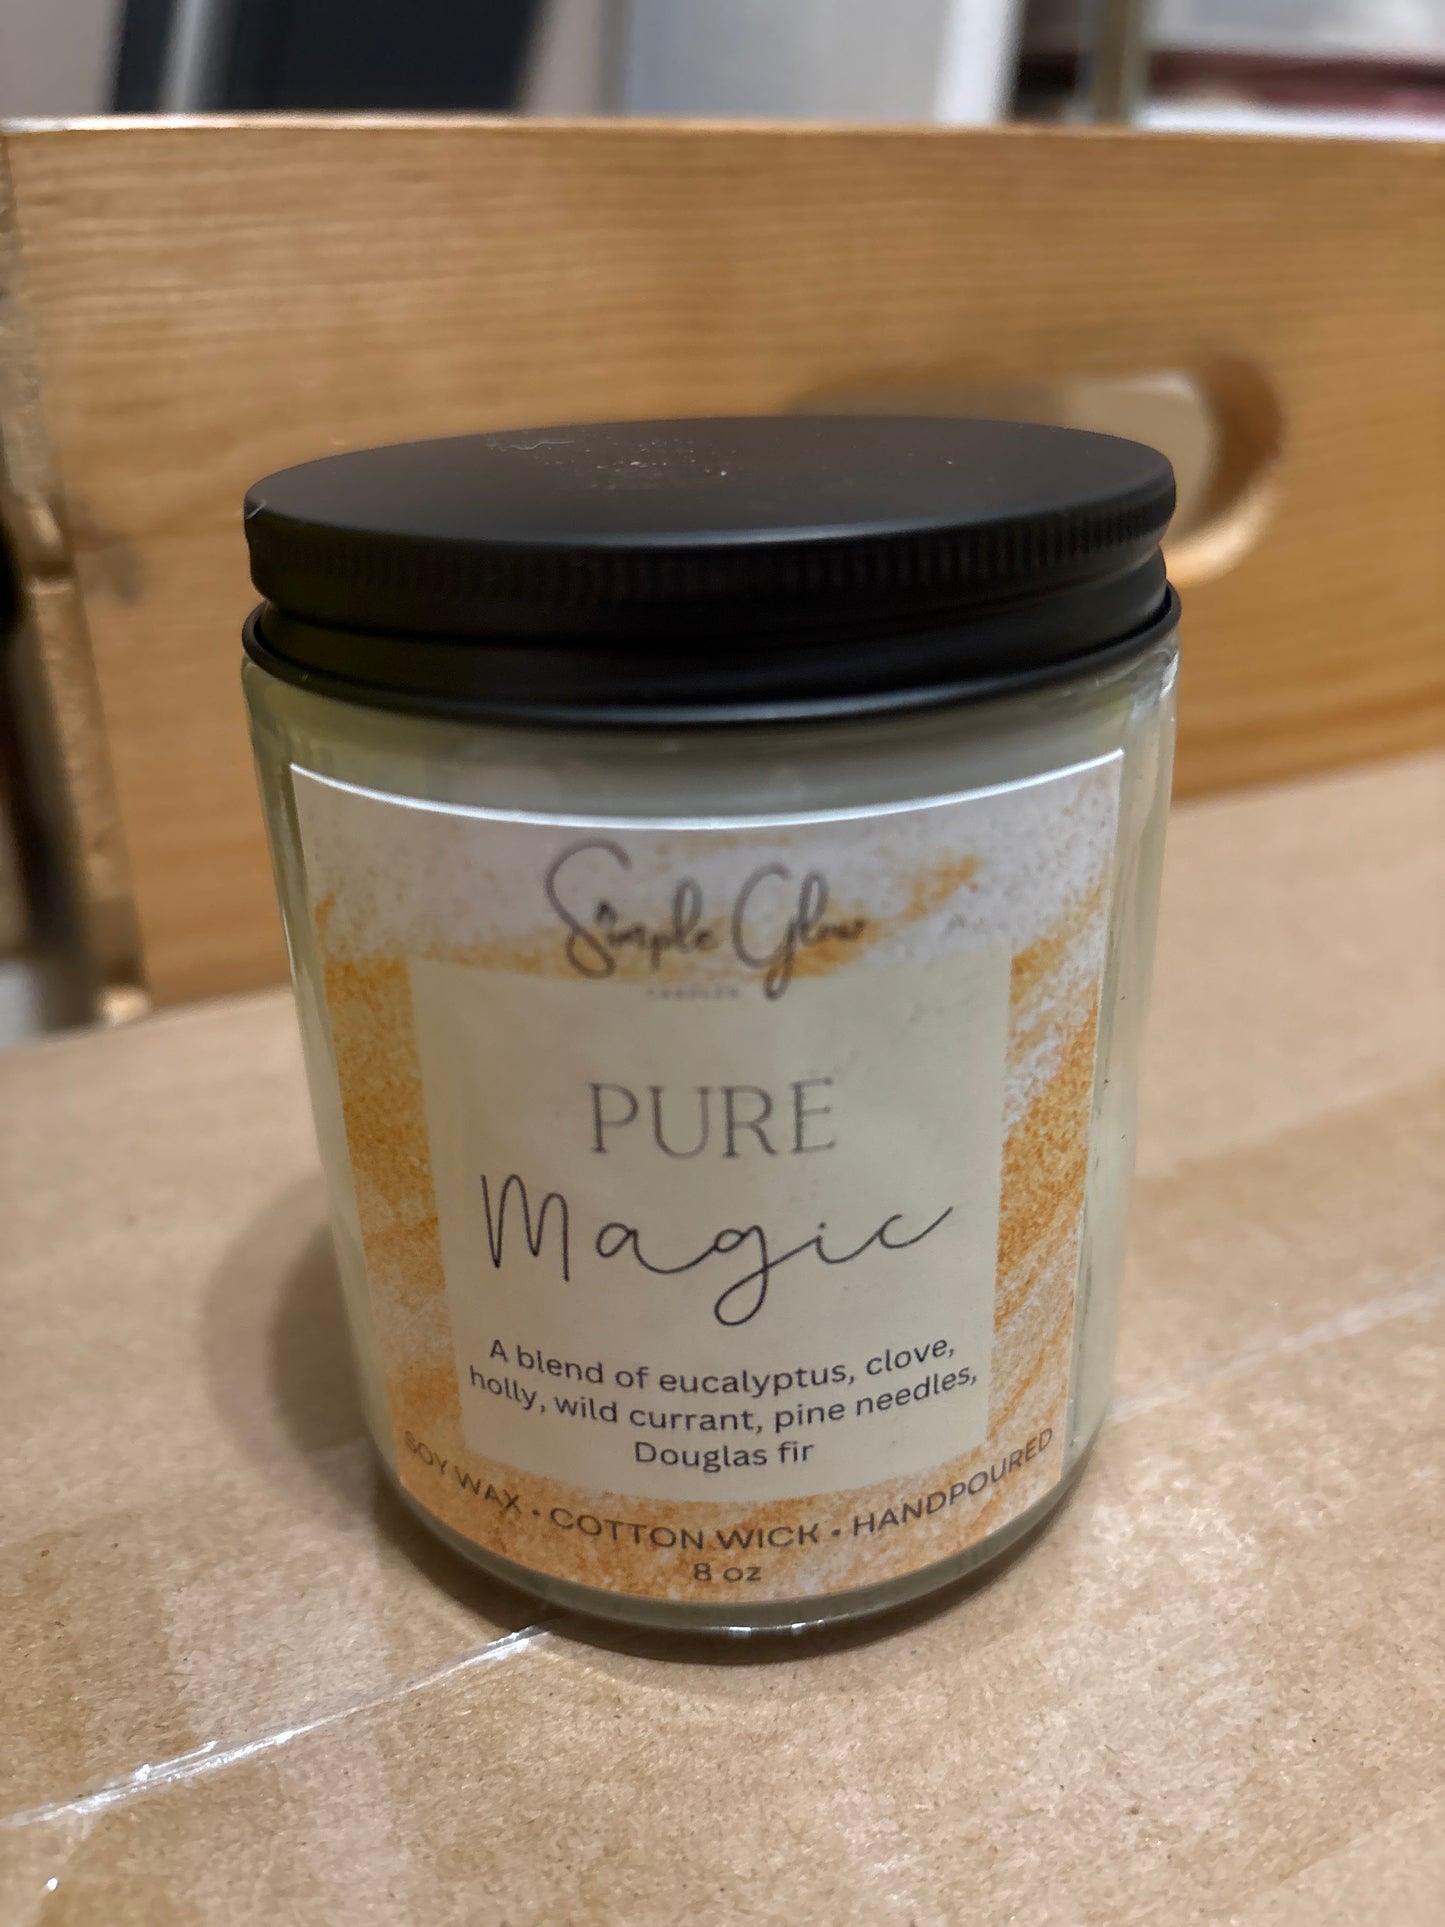 Simple Glow
CANDLES
PURE
Magic
A blend of eucalyptus, clove,
holly, wild currant, pine needles,
Douglas fir
SOY WAX • COTTON WICK • HANDPOURED
8 oz